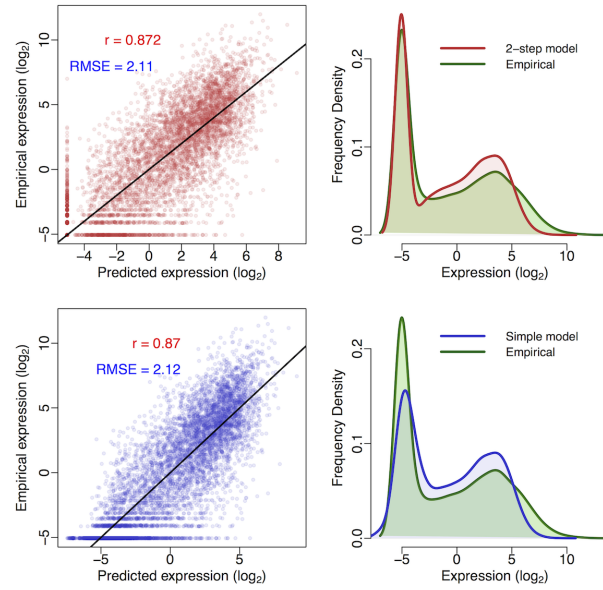 r = 0.872
RMSE = 2.11
Empirical expression (log2)
10
5
0
−5
−4 −2 0 2 4 6 8
Predicted expression (log2)
2-step model
Empirical
Frequency Density
0.2
0.1
0.0
−5 0 5 10
Expression (log2)
r = 0.87
RMSE = 2.12
Empirical expression (log2)
10
5
0
−5
−5 0 5
Predicted expression (log2)
Simple model
Empirical
Frequency Density
0.2
0.1
0.0
−5 0 5 10
Expression (log2)